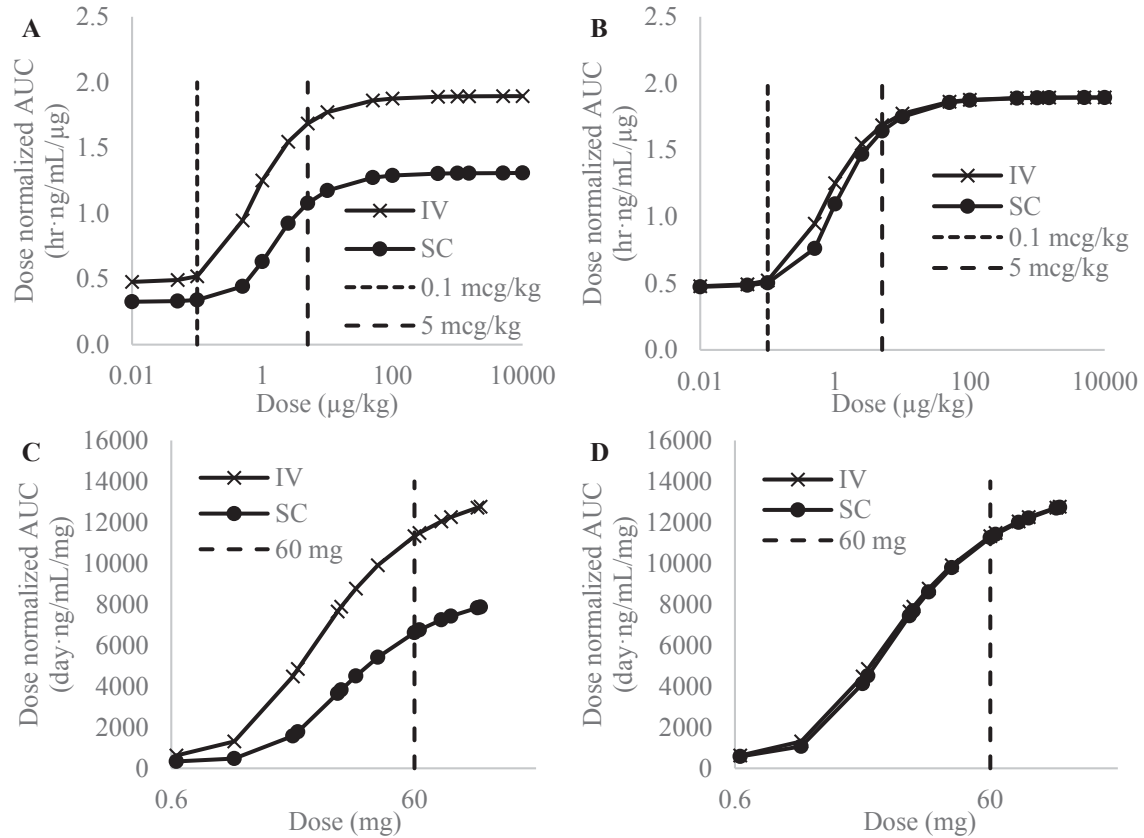 A
Dose normalized AUC
(hr·ng/mL/µg)
2.5
2.0
1.5
1.0
0.5
0.0
IV
SC
0.1 mcg/kg
5 mcg/kg
0.01 1 100 10000
Dose (µg/kg)
B
Dose normalized AUC
(hr·ng/mL/µg)
2.5
2.0
1.5
1.0
0.5
0.0
IV
SC
0.1 mcg/kg
5 mcg/kg
0.01 1 100 10000
Dose (µg/kg)
C
Dose normalized AUC
(day·ng/mL/mg)
16000
14000
12000
10000
8000
6000
4000
2000
0
IV
SC
60 mg
0.6 60
Dose (mg)
D
Dose normalized AUC
(day·ng/mL/mg)
16000
14000
12000
10000
8000
6000
4000
2000
0
IV
SC
60 mg
0.6 60
Dose (mg)